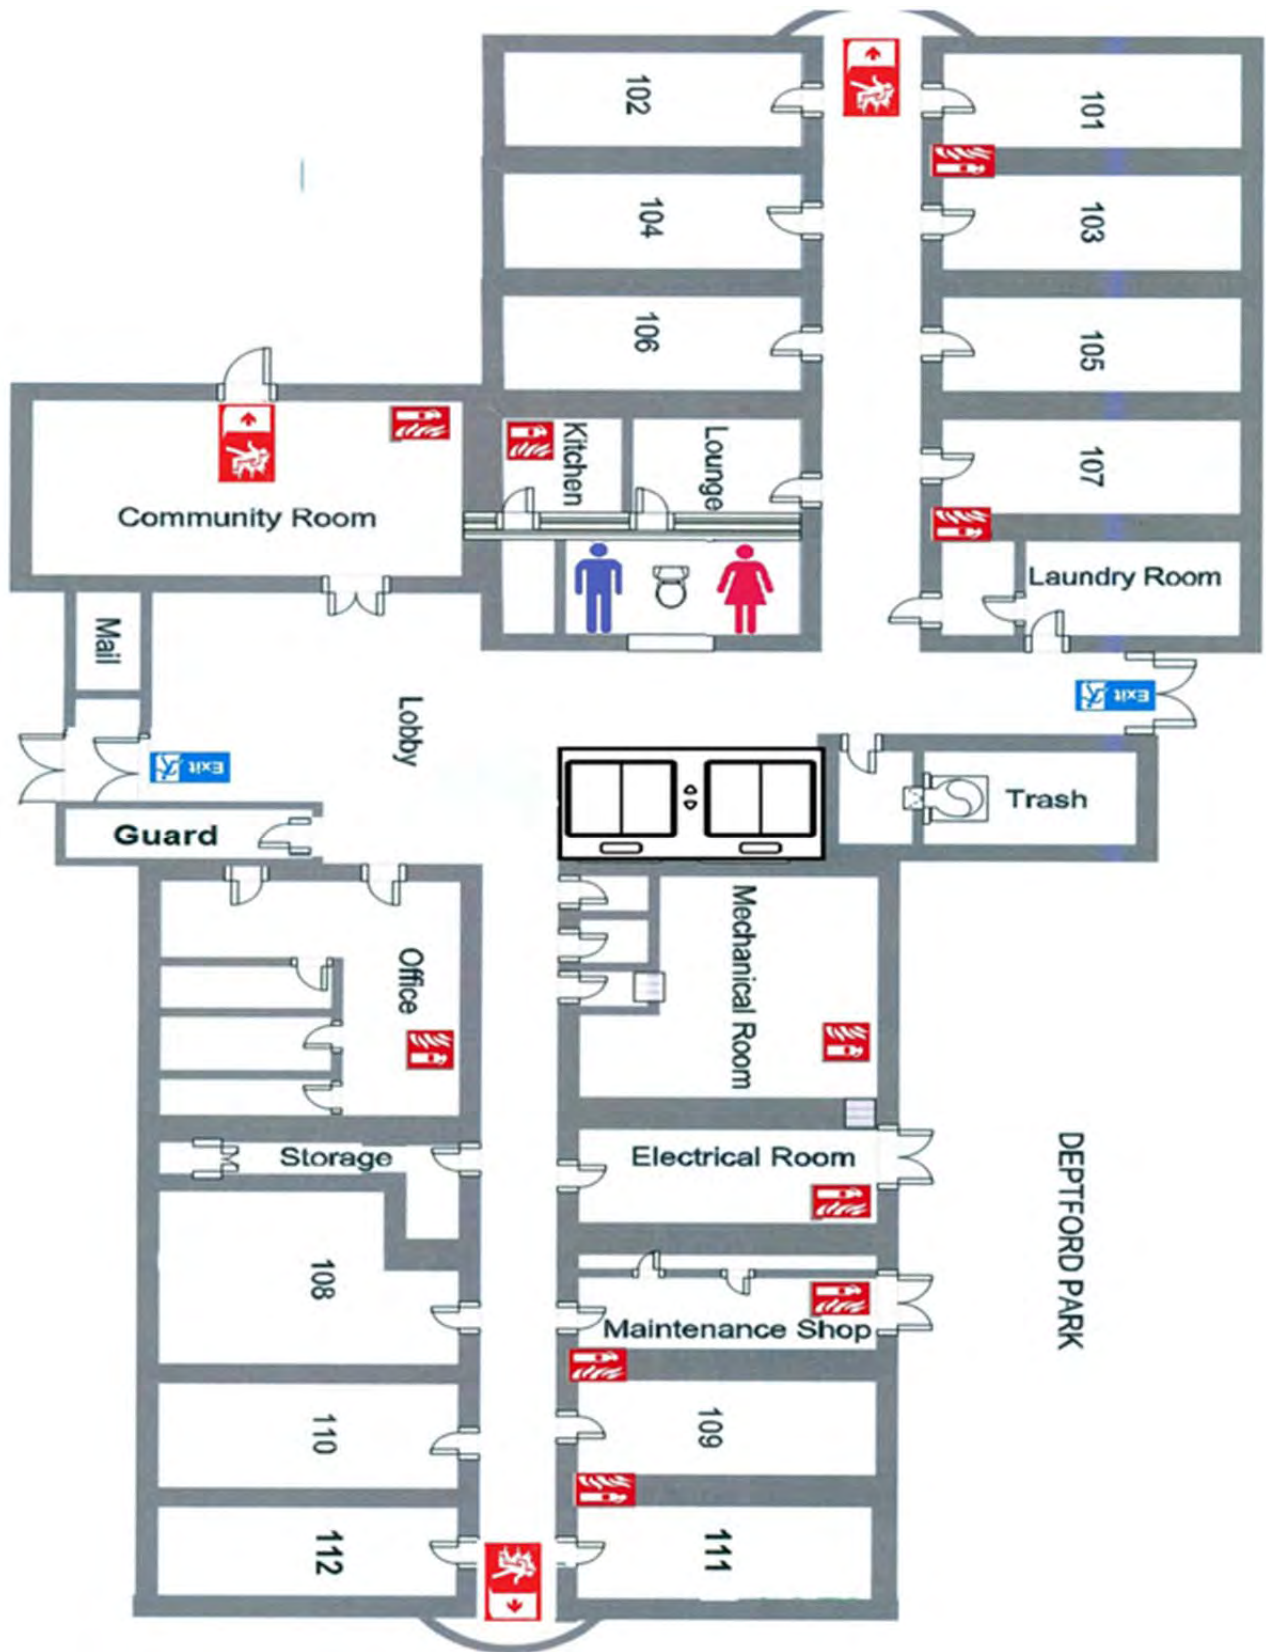 102
101
104
103
106
105
Kitchen
Lounge
107
Community Room
Laundry Room
Mail
Lobby
Exit
Exit
Trash
Guard
Mechanical Room
Office
Storage
Electrical Room
DEPTFORD PARK
108
Maintenance Shop
110
109
112
111